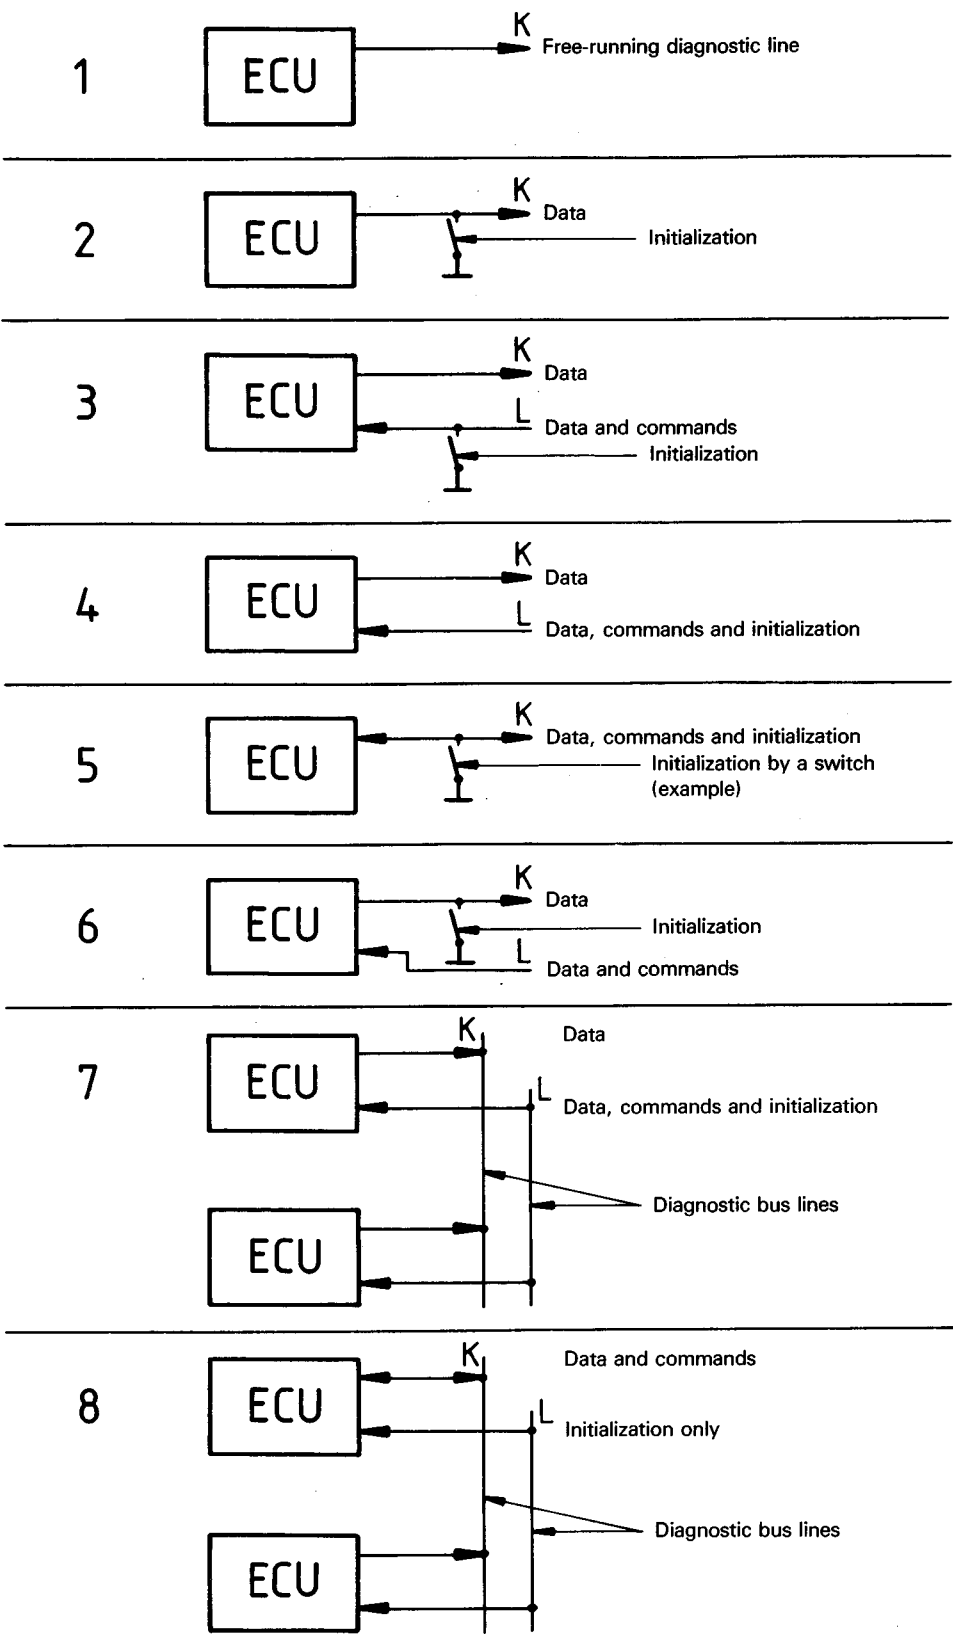 K
Free-running diagnostic line
1
ECU
K
Data
2
ECU
Initialization
K
Data
3
ECU
L
Data and commands
Initialization
K
Data
4
ECU
L
Data, commands and initialization
K
Data, commands and initialization
5
ECU
Initialization by a switch
(example)
K
Data
6
ECU
Initialization
L
Data and commands
K
Data
7
ECU
L
Data, commands and initialization
Diagnostic bus lines
ECU
K
Data and commands
8
ECU
L
Initialization only
Diagnostic bus lines
ECU